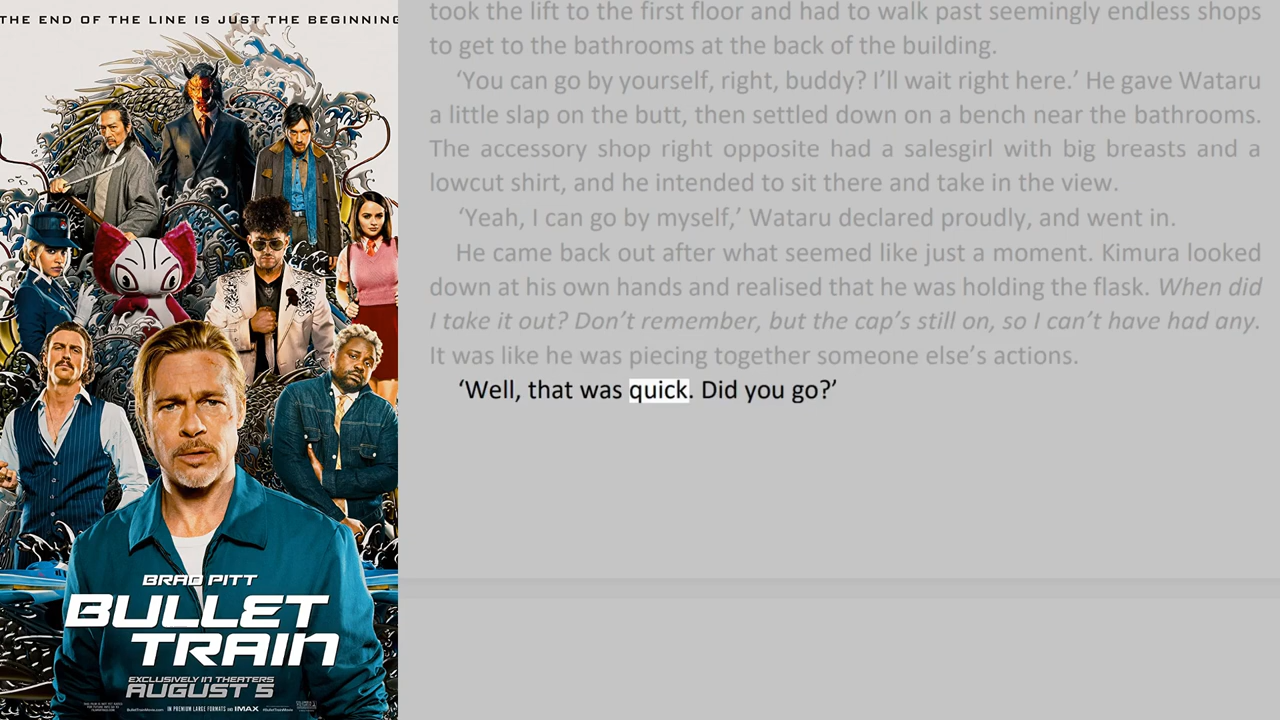 THE END OF THE LINE IS JUST THE BEGINNING
BRAD PITT
BULLET
TRAIN
EXCLUSIVELY IN THEATERS
AUGUST 5
BulletTrainMovie.com
IN PREMIUM LARGE FORMATS AND IMAX
#BulletTrainMovie
took the lift to the first floor and had to walk past seemingly endless shops
to get to the bathrooms at the back of the building.
‘You can go by yourself, right, buddy? I’ll wait right here.’ He gave Wataru
a little slap on the butt, then settled down on a bench near the bathrooms.
The accessory shop right opposite had a salesgirl with big breasts and a
lowcut shirt, and he intended to sit there and take in the view.
‘Yeah, I can go by myself,’ Wataru declared proudly, and went in.
He came back out after what seemed like just a moment. Kimura looked
down at his own hands and realised that he was holding the flask. When did
I take it out? Don’t remember, but the cap’s still on, so I can’t have had any.
It was like he was piecing together someone else’s actions.
‘Well, that was quick. Did you go?’